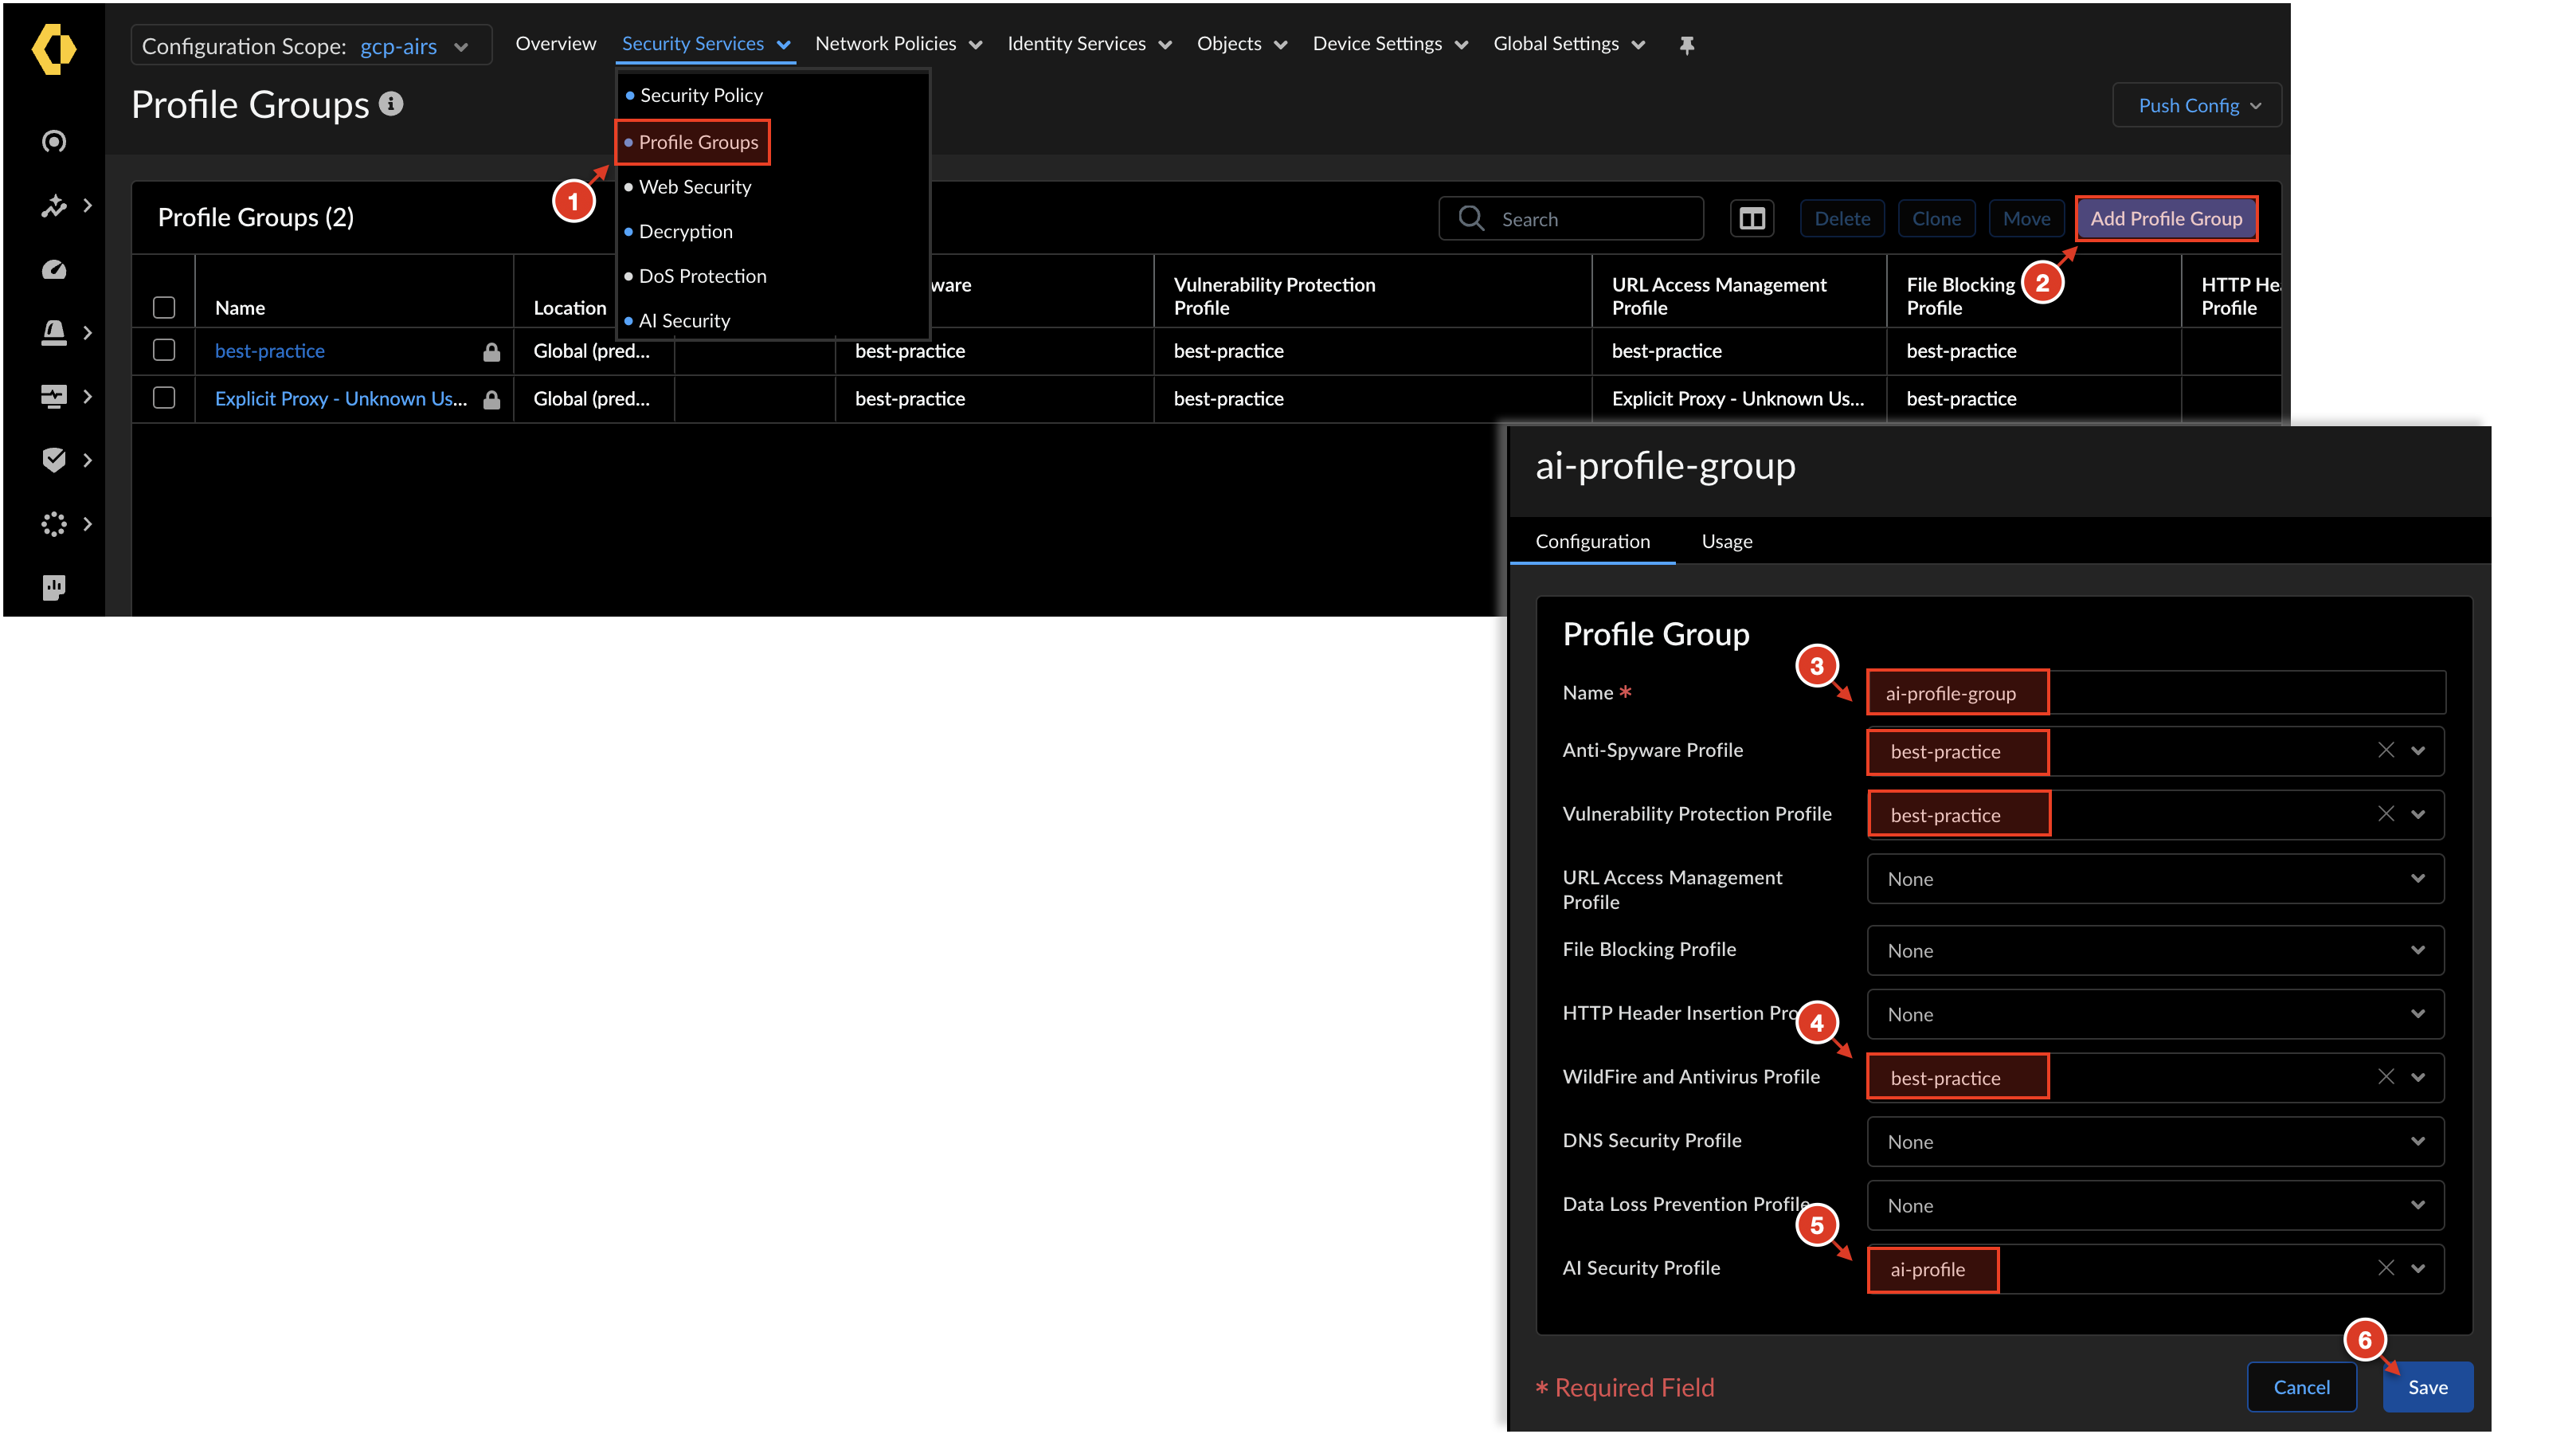 Configuration Scope: gcp-airs
Overview
Security Services
Network Policies
Identity Services
Objects
Device Settings
Global Settings
Profile Groups
Push Config
Security Policy
Profile Groups
Web Security
Decryption
DoS Protection
AI Security
1
Profile Groups (2)
Search
Delete
Clone
Move
Add Profile Group
2
Name
Location
ware
Vulnerability Protection
Profile
URL Access Management
Profile
File Blocking
Profile
HTTP He
Profile
best-practice
Global (pred...
best-practice
best-practice
best-practice
best-practice
Explicit Proxy - Unknown Us...
Global (pred...
best-practice
best-practice
Explicit Proxy - Unknown Us...
best-practice
ai-profile-group
Configuration
Usage
Profile Group
3
Name *
ai-profile-group
Anti-Spyware Profile
best-practice
Vulnerability Protection Profile
best-practice
URL Access Management
Profile
None
File Blocking Profile
None
HTTP Header Insertion Pro
None
4
WildFire and Antivirus Profile
best-practice
DNS Security Profile
None
Data Loss Prevention Profile
None
5
AI Security Profile
ai-profile
6
* Required Field
Cancel
Save